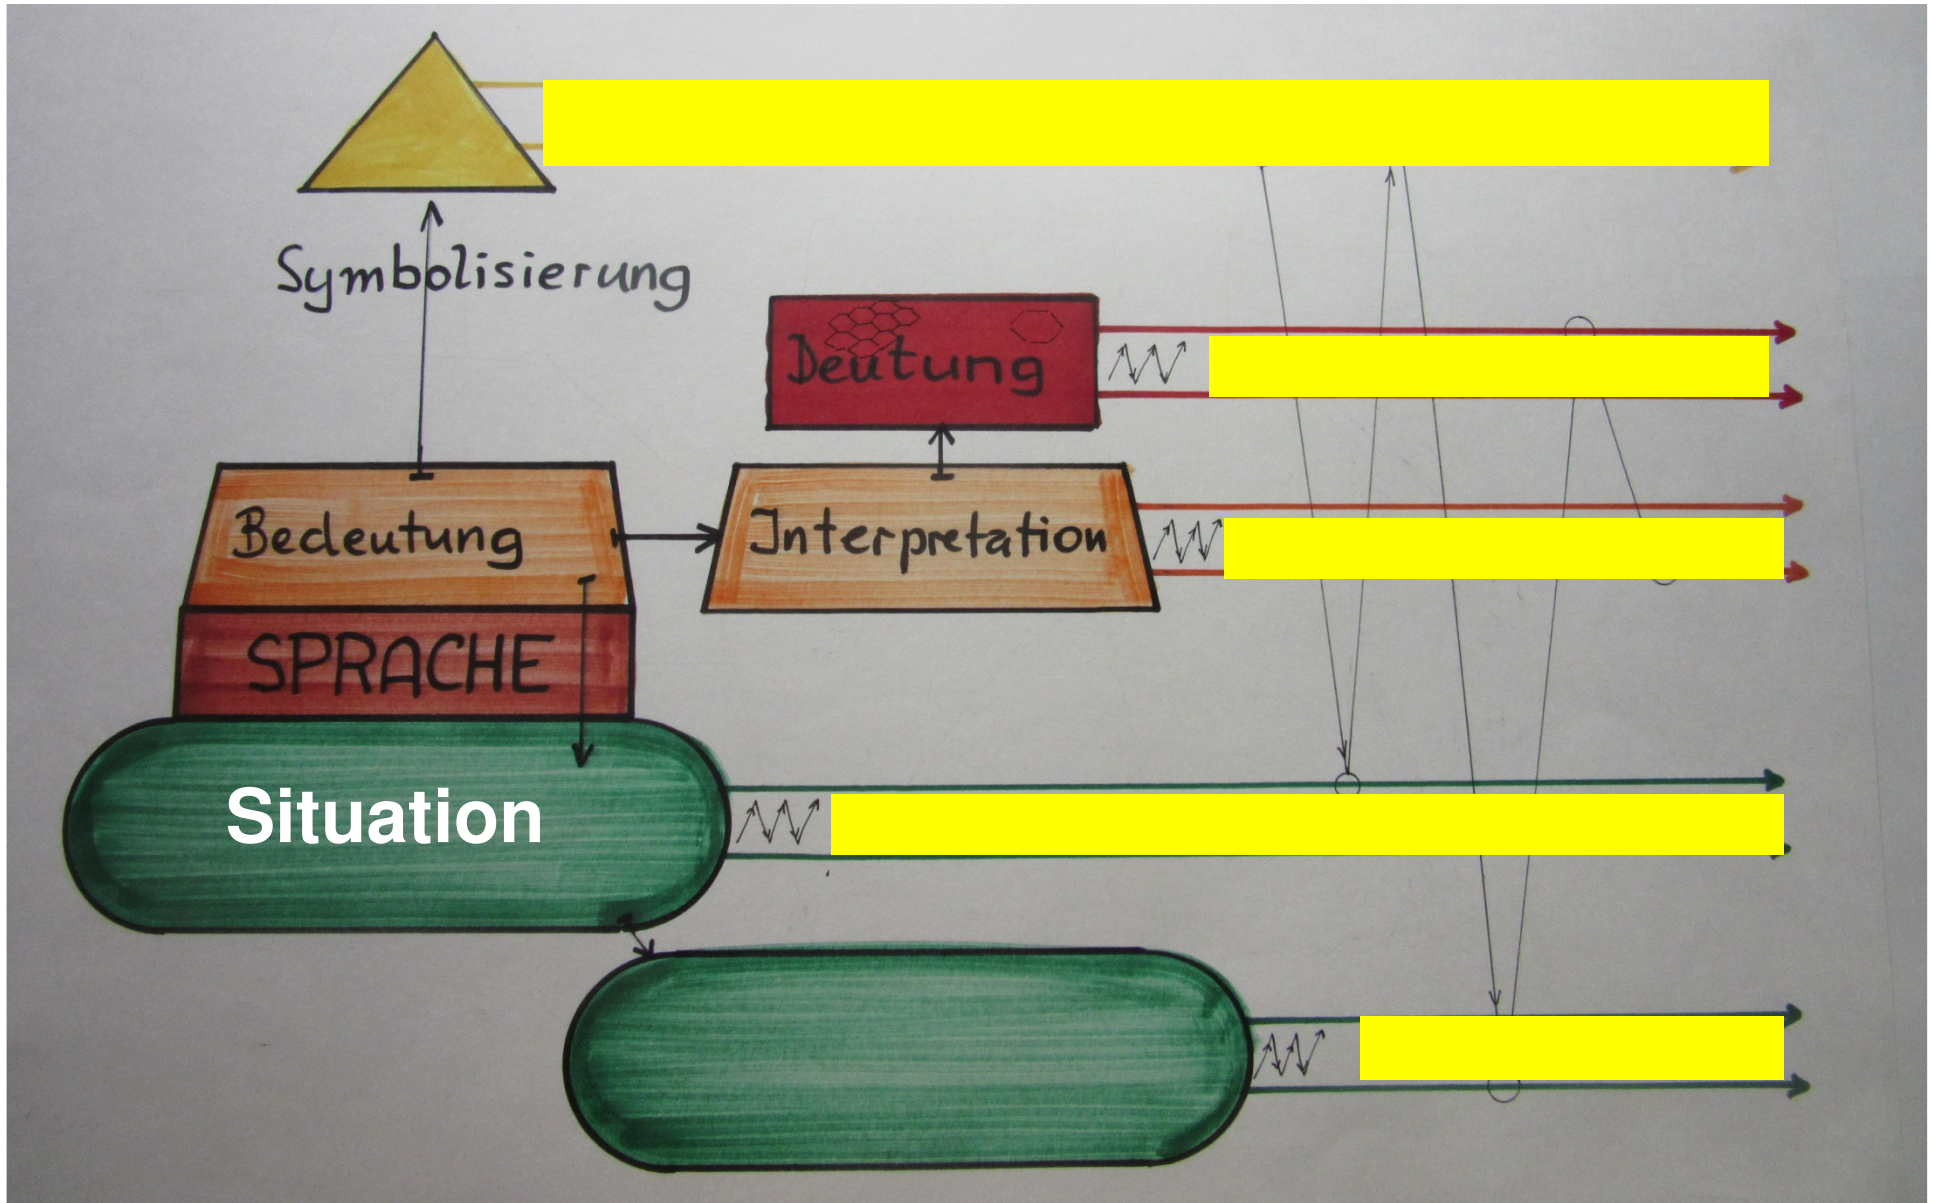 Symbolisierung
Deutung
Bedeutung
Interpretation
SPRACHE
Situation